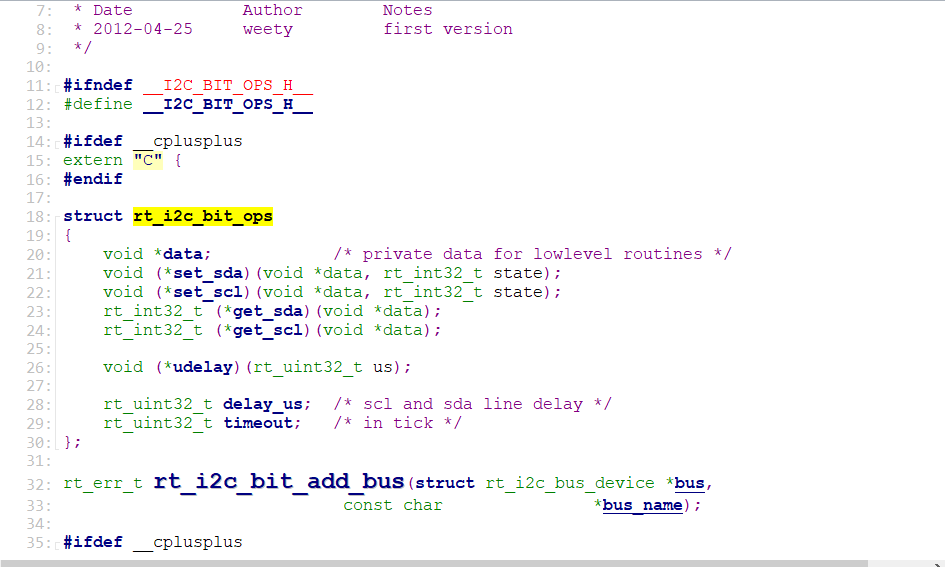 7: * Date Author Notes
8: * 2012-04-25 weety first version
9: */
10:
11: #ifndef __I2C_BIT_OPS_H__
12: #define __I2C_BIT_OPS_H__
13:
14: #ifdef __cplusplus
15: extern "C" {
16: #endif
17:
18: struct rt_i2c_bit_ops
19: {
20: void *data; /* private data for lowlevel routines */
21: void (*set_sda)(void *data, rt_int32_t state);
22: void (*set_scl)(void *data, rt_int32_t state);
23: rt_int32_t (*get_sda)(void *data);
24: rt_int32_t (*get_scl)(void *data);
25:
26: void (*udelay)(rt_uint32_t us);
27:
28: rt_uint32_t delay_us; /* scl and sda line delay */
29: rt_uint32_t timeout; /* in tick */
30: };
31:
32: rt_err_t rt_i2c_bit_add_bus(struct rt_i2c_bus_device *bus,
33: const char *bus_name);
34:
35: #ifdef __cplusplus